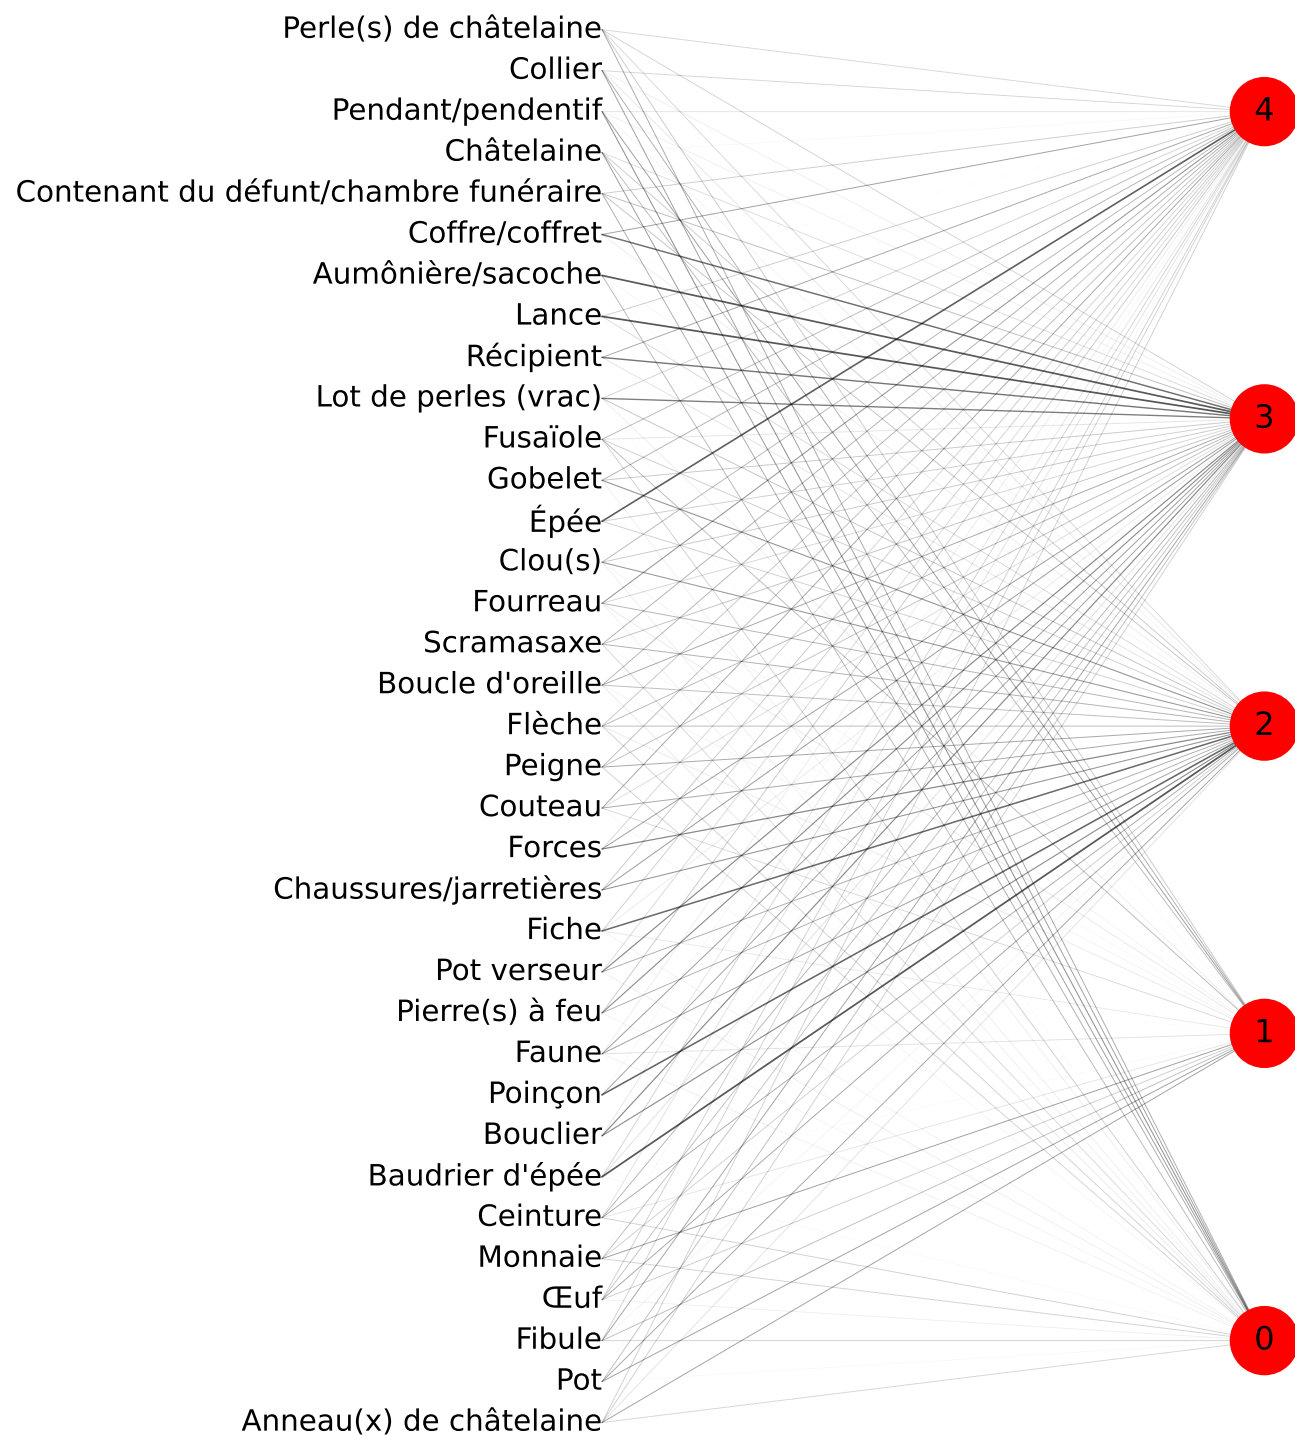 Perle(s) de châtelaine
Collier
Pendant/pendentif
Châtelaine
Contenant du défunt/chambre funéraire
Coffre/coffret
Aumônière/sacoche
Lance
Récipient
Lot de perles (vrac)
Fusaïole
Gobelet
Épée
Clou(s)
Fourreau
Scramasaxe
Boucle d'oreille
Flèche
Peigne
Couteau
Forces
Chaussures/jarretières
Fiche
Pot verseur
Pierre(s) à feu
Faune
Poinçon
Bouclier
Baudrier d'épée
Ceinture
Monnaie
Œuf
Fibule
Pot
Anneau(x) de châtelaine
4
3
2
1
0